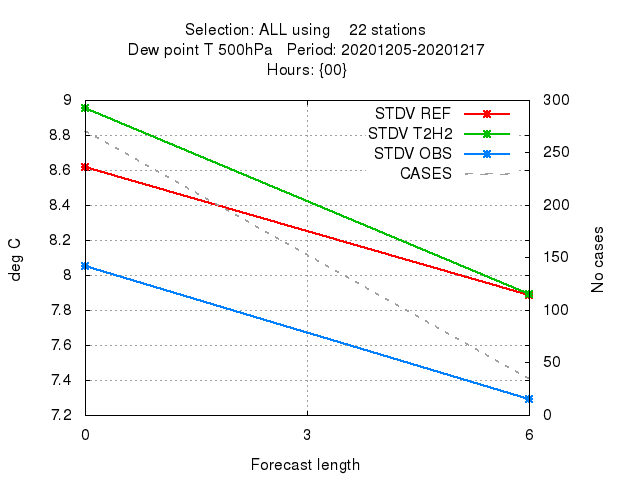 Selection: ALL using    22 stations
Dew point T 500hPa   Period: 20201205-20201217
Hours: {00}
9
8.8
8.6
8.4
8.2
8
7.8
7.6
7.4
7.2
deg C
STDV REF
STDV T2H2
STDV OBS
CASES
300
250
200
150
100
50
0
No cases
0 3 6
Forecast length